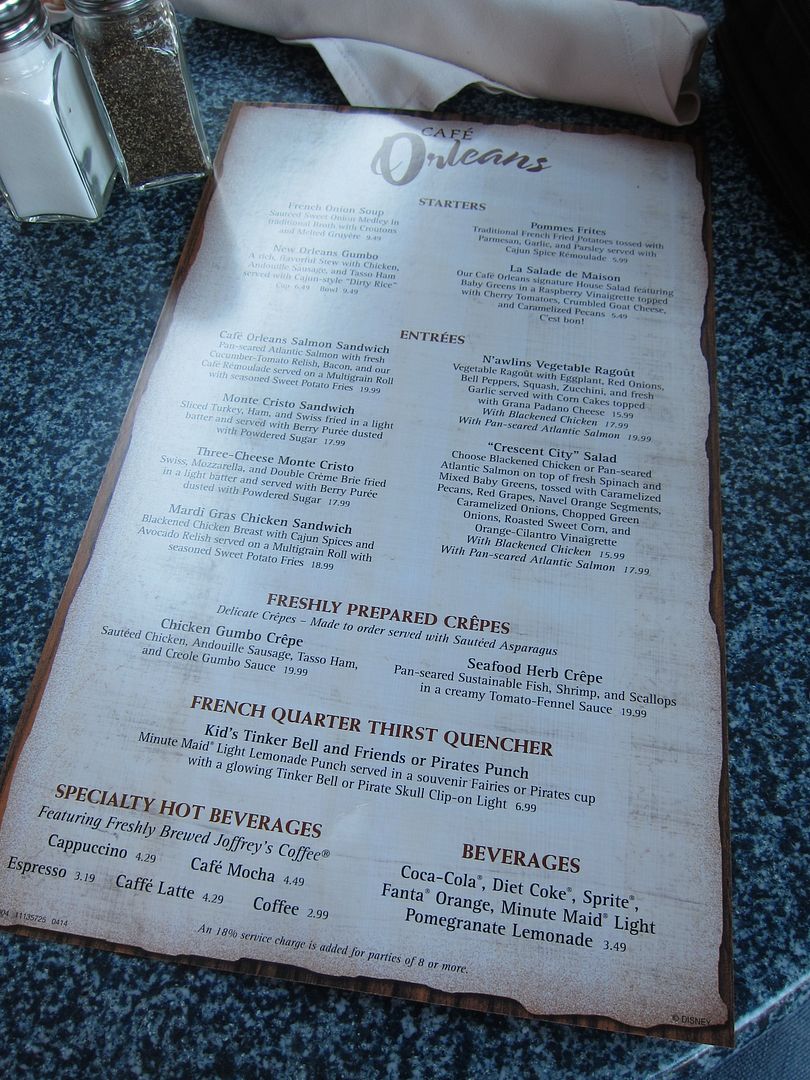 CAFÉ
Orleans
STARTERS
French Onion Soup
Sautéed Sweet Onion Medley in
traditional Broth with Croutons
and Melted Gruyère 9.49
New Orleans Gumbo
A rich, flavorful Stew with Chicken,
Andouille Sausage, and Tasso Ham
served with Cajun-style "Dirty Rice"
Cup 6.49 Bowl 9.49
Pommes Frites
Traditional French Fried Potatoes tossed with
Parmesan, Garlic, and Parsley served with
Cajun Spice Rémoulade 5.99
La Salade de Maison
Our Café Orleans signature House Salad featuring
Baby Greens in a Raspberry Vinaigrette topped
with Cherry Tomatoes, Crumbled Goat Cheese,
and Caramelized Pecans 5.49
C'est bon!
ENTRÉES
Café Orleans Salmon Sandwich
Pan-seared Atlantic Salmon with fresh
Cucumber-Tomato Relish, Bacon, and our
Café Rémoulade served on a Multigrain Roll
with seasoned Sweet Potato Fries 19.99
Monte Cristo Sandwich
Sliced Turkey, Ham, and Swiss fried in a light
batter and served with Berry Purée dusted
with Powdered Sugar 17.99
Three-Cheese Monte Cristo
Swiss, Mozzarella, and Double Crème Brie fried
in a light batter and served with Berry Purée
dusted with Powdered Sugar 17.99
Mardi Gras Chicken Sandwich
Blackened Chicken Breast with Cajun Spices and
Avocado Relish served on a Multigrain Roll with
seasoned Sweet Potato Fries 18.99
N'awlins Vegetable Ragoût
Vegetable Ragoût with Eggplant, Red Onions,
Bell Peppers, Squash, Zucchini, and fresh
Garlic served with Corn Cakes topped
with Grana Padano Cheese 15.99
With Blackened Chicken 17.99
With Pan-seared Atlantic Salmon 19.99
"Crescent City" Salad
Choose Blackened Chicken or Pan-seared
Atlantic Salmon on top of fresh Spinach and
Mixed Baby Greens, tossed with Caramelized
Pecans, Red Grapes, Navel Orange Segments,
Caramelized Onions, Chopped Green
Onions, Roasted Sweet Corn, and
Orange-Cilantro Vinaigrette
With Blackened Chicken 15.99
With Pan-seared Atlantic Salmon 17.99
FRESHLY PREPARED CRÊPES
Delicate Crêpes – Made to order served with Sautéed Asparagus
Chicken Gumbo Crêpe
Sautéed Chicken, Andouille Sausage, Tasso Ham,
and Creole Gumbo Sauce 19.99
Seafood Herb Crêpe
Pan-seared Sustainable Fish, Shrimp, and Scallops
in a creamy Tomato-Fennel Sauce 19.99
FRENCH QUARTER THIRST QUENCHER
Kid's Tinker Bell and Friends or Pirates Punch
Minute Maid® Light Lemonade Punch served in a souvenir Fairies or Pirates cup
with a glowing Tinker Bell or Pirate Skull Clip-on Light 6.99
SPECIALTY HOT BEVERAGES
Featuring Freshly Brewed Joffrey's Coffee®
Cappuccino 4.29 Café Mocha 4.49
Espresso 3.19 Caffé Latte 4.29 Coffee 2.99
BEVERAGES
Coca-Cola®, Diet Coke®, Sprite®,
Fanta® Orange, Minute Maid® Light
Pomegranate Lemonade 3.49
04 11135725 0414
An 18% service charge is added for parties of 8 or more.
© DISNEY